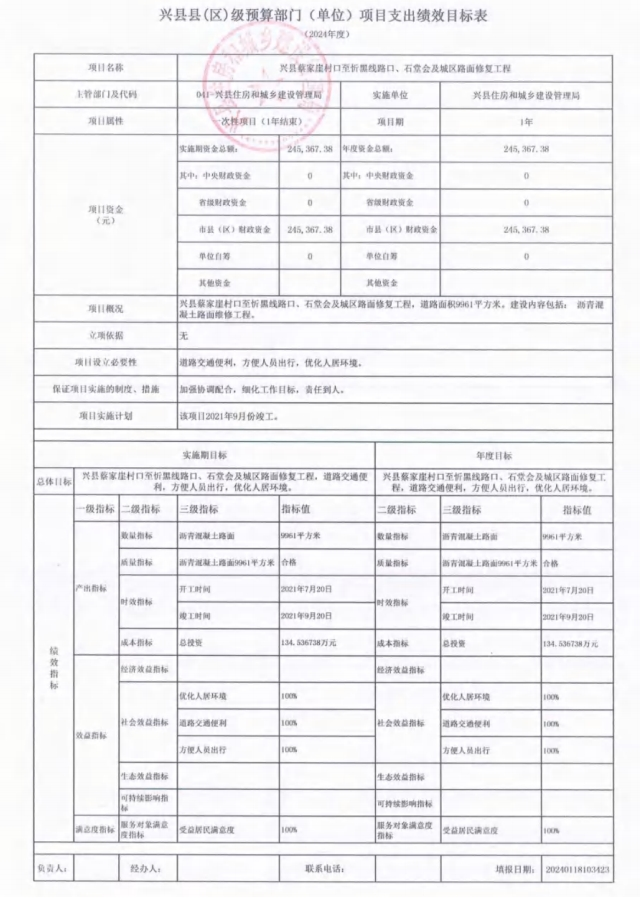 兴县县(区)级预算部门（单位）项目支出绩效目标表
（2024年度）
项目名称 兴县蔡家崖村口至忻黑线路口、石堂会及城区路面修复工程
主管部门及代码 041-兴县住房和城乡建设管理局 实施单位 兴县住房和城乡建设管理局
项目属性 一次性项目（1年结束） 项目期 1年
项目资金
（元）
实施期资金总额： 245,367.38 年度资金总额： 245,367.38
其中：中央财政资金 0 其中：中央财政资金 0
省级财政资金 0 省级财政资金 0
市县（区）财政资金 245,367.38 市县（区）财政资金 245,367.38
单位自筹 0 单位自筹 0
其他资金 其他资金
项目概况 兴县蔡家崖村口至忻黑线路口、石堂会及城区路面修复工程，道路面积9961平方米。建设内容包括： 沥青混
凝土路面维修工程。
立项依据 无
项目设立必要性 道路交通便利，方便人员出行，优化人居环境。
保证项目实施的制度、措施 加强协调配合，细化工作目标，责任到人。
项目实施计划 该项目2021年9月份竣工。
实施期目标 年度目标
总体目标 兴县蔡家崖村口至忻黑线路口、石堂会及城区路面修复工程，道路交通便
利，方便人员出行，优化人居环境。
兴县蔡家崖村口至忻黑线路口、石堂会及城区路面修复工
程，道路交通便利，方便人员出行，优化人居环境。
绩效指标
一级指标 二级指标 三级指标 指标值 二级指标 三级指标 指标值
产出指标
数量指标 沥青混凝土路面 9961平方米 数量指标 沥青混凝土路面 9961平方米
质量指标 沥青混凝土路面9961平方米 合格 质量指标 沥青混凝土路面9961平方米 合格
时效指标 开工时间 2021年7月20日 时效指标 开工时间 2021年7月20日
竣工时间 2021年9月20日 竣工时间 2021年9月20日
成本指标 总投资 134.536738万元 成本指标 总投资 134.536738万元
效益指标
经济效益指标 经济效益指标
社会效益指标 优化人居环境 100% 社会效益指标 优化人居环境 100%
道路交通便利 100% 道路交通便利 100%
方便人员出行 100% 方便人员出行 100%
生态效益指标 生态效益指标
可持续影响指
标
可持续影响指标
满意度指标 服务对象满意
度指标
受益居民满意度 100% 服务对象满意度
指标
受益居民满意度 100%
负责人： 经办人： 联系电话： 填报日期： 20240118103423